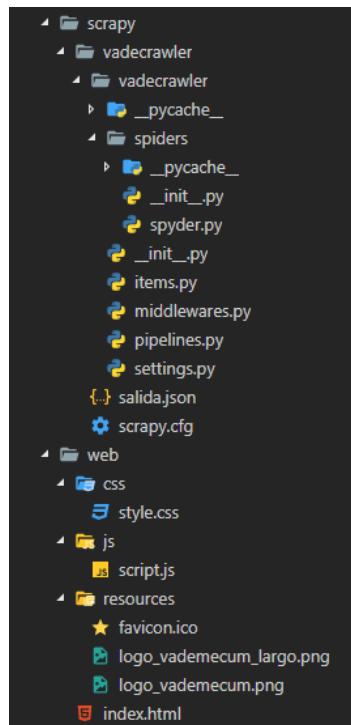 scrapy
vadecrawler
vadecrawler
__pycache__
spiders
__pycache__
__init__.py
spyder.py
__init__.py
items.py
middlewares.py
pipelines.py
settings.py
{..} salida.json
scrapy.cfg
web
css
style.css
js
JS script.js
resources
favicon.ico
logo_vademecum_largo.png
logo_vademecum.png
index.html